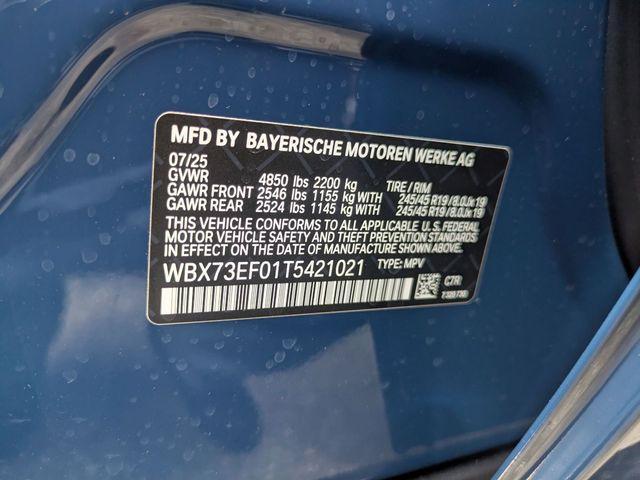 MFD BY BAYERISCHE MOTOREN WERKE AG
07/25
GVWR 4850 lbs 2200 kg TIRE / RIM
GAWR FRONT 2546 lbs 1155 kg WITH 245/45 R19 /8.0Jx19
GAWR REAR 2524 lbs 1145 kg WITH 245/45 R19 /8.0Jx19
THIS VEHICLE CONFORMS TO ALL APPLICABLE U.S. FEDERAL
MOTOR VEHICLE SAFETY AND THEFT PREVENTION STANDARDS
IN EFFECT ON THE DATE OF MANUFACTURE SHOWN ABOVE.
WBX73EF01T5421021 TYPE: MPV
C7R